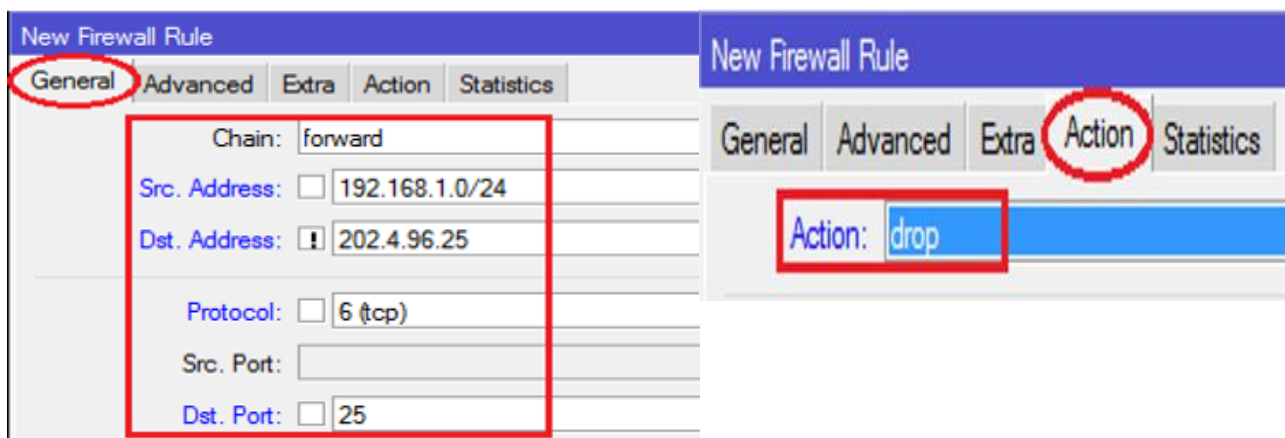 New Firewall Rule
General Advanced Extra Action Statistics
Chain: forward
Src. Address: 192.168.1.0/24
Dst. Address: ! 202.4.96.25
Protocol: 6 (tcp)
Src. Port:
Dst. Port: 25
New Firewall Rule
General Advanced Extra Action Statistics
Action: drop